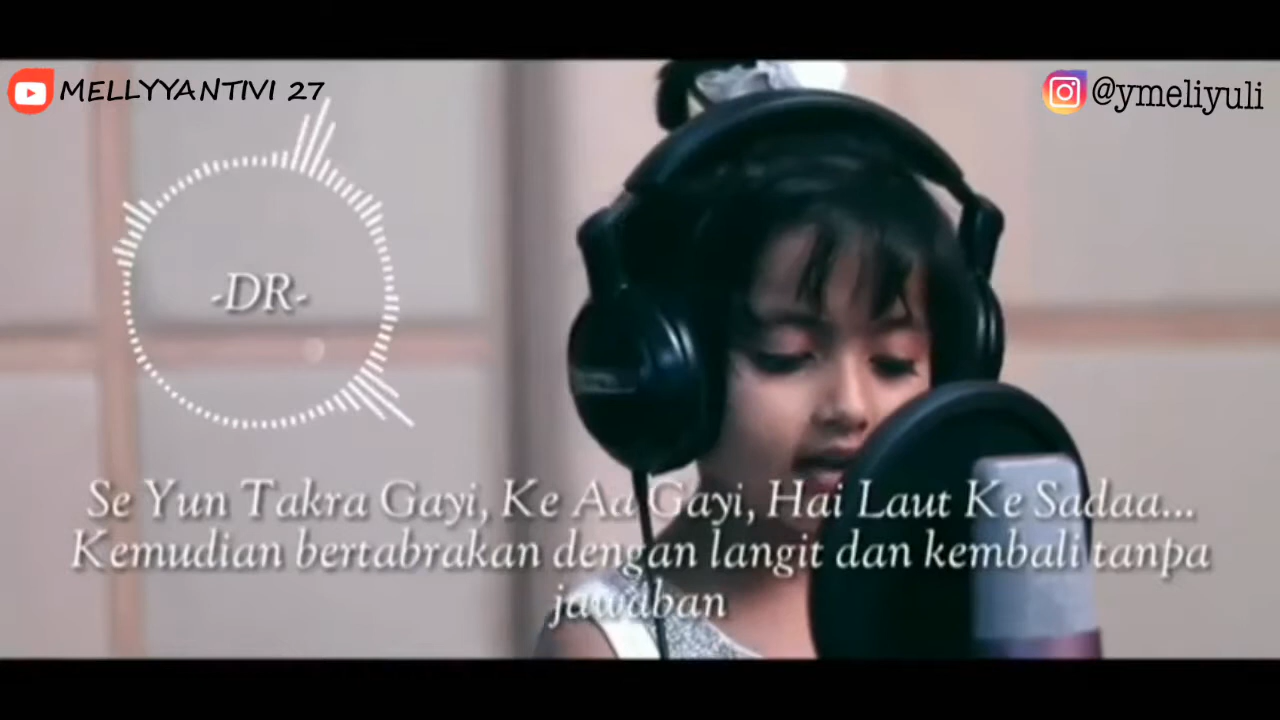 MELLYYANTIVI 27
@ymeliyuli
-DR-
Se Yun Takra Gayi, Ke Aa Gayi, Hai Laut Ke Sadaa...
Kemudian bertabrakan dengan langit dan kembali tanpa
jawaban